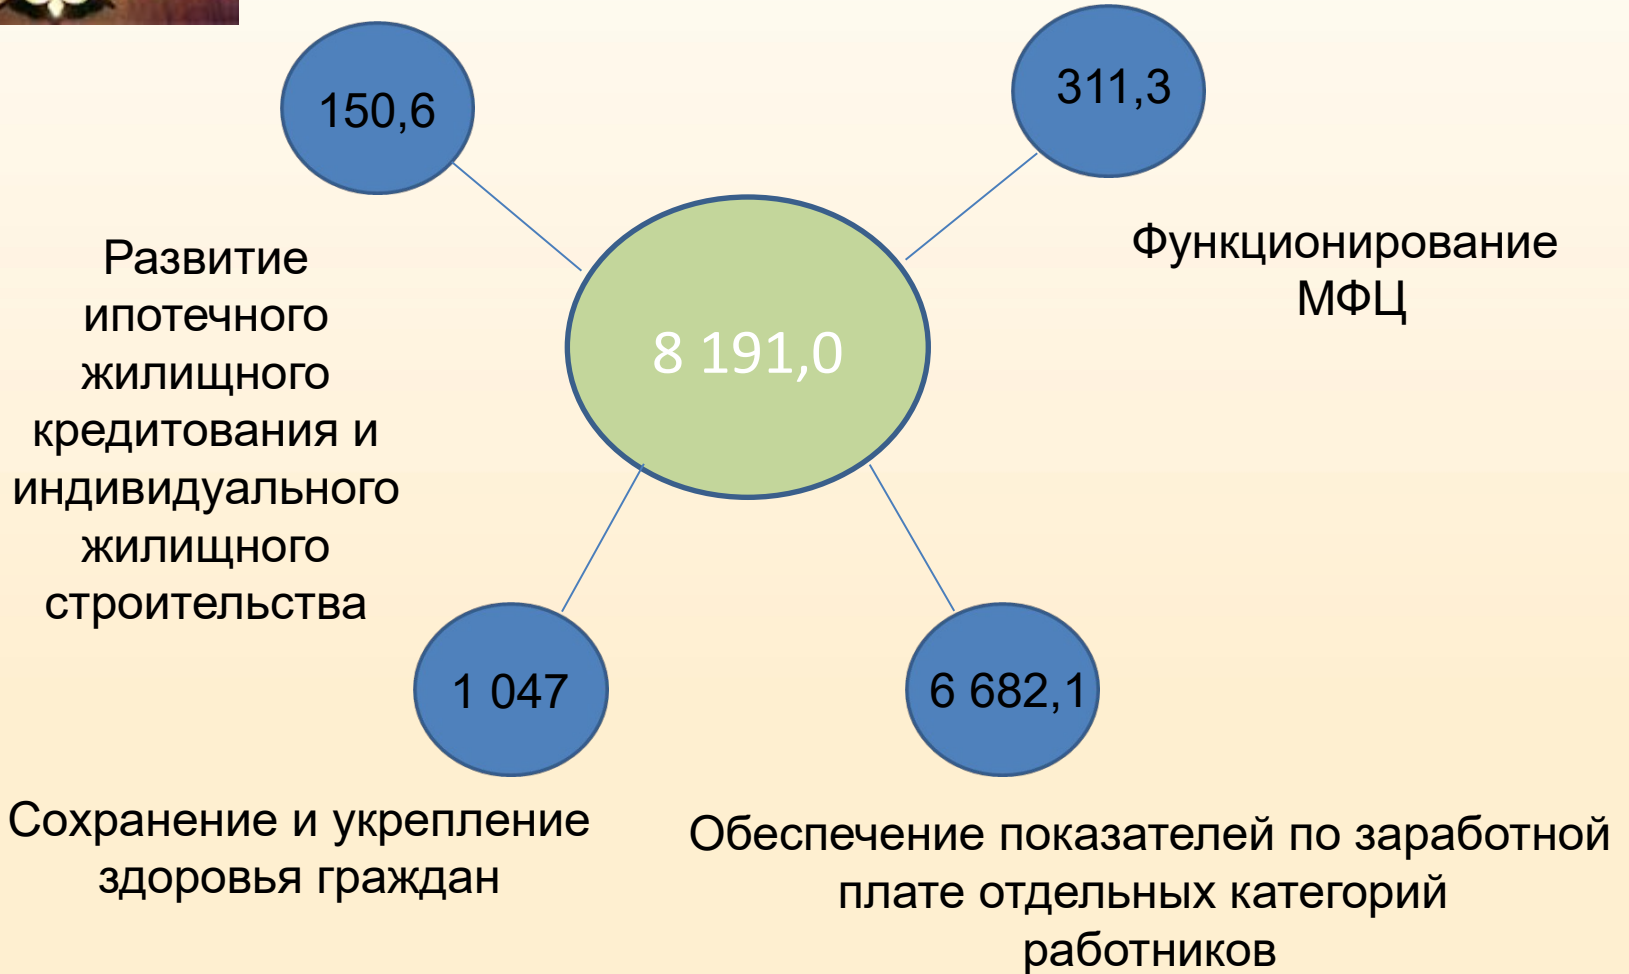 150,6
311,3
Развитие
ипотечного
жилищного
кредитования и
индивидуального
жилищного
строительства
Функционирование
МФЦ
8 191,0
1 047
6 682,1
Сохранение и укрепление
здоровья граждан
Обеспечение показателей по заработной
плате отдельных категорий
работников